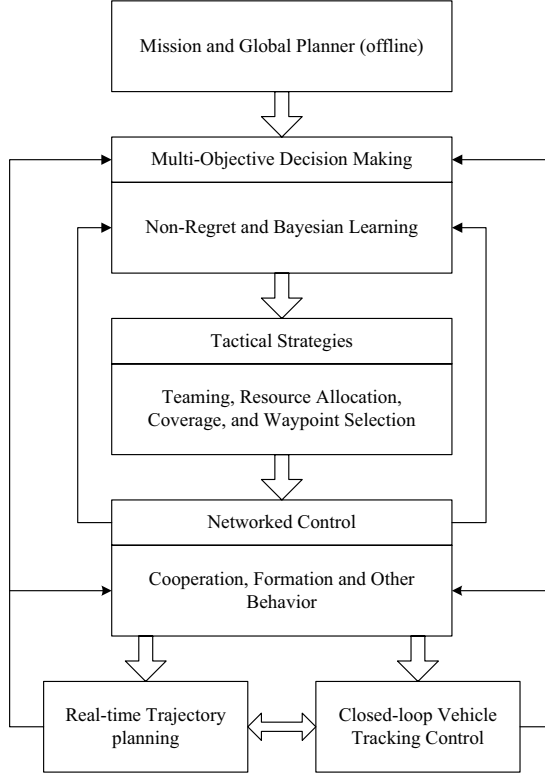 Mission and Global Planner (offline)
Multi-Objective Decision Making
Non-Regret and Bayesian Learning
Tactical Strategies
Teaming, Resource Allocation,
Coverage, and Waypoint Selection
Networked Control
Cooperation, Formation and Other
Behavior
Real-time Trajectory
planning
Closed-loop Vehicle
Tracking Control